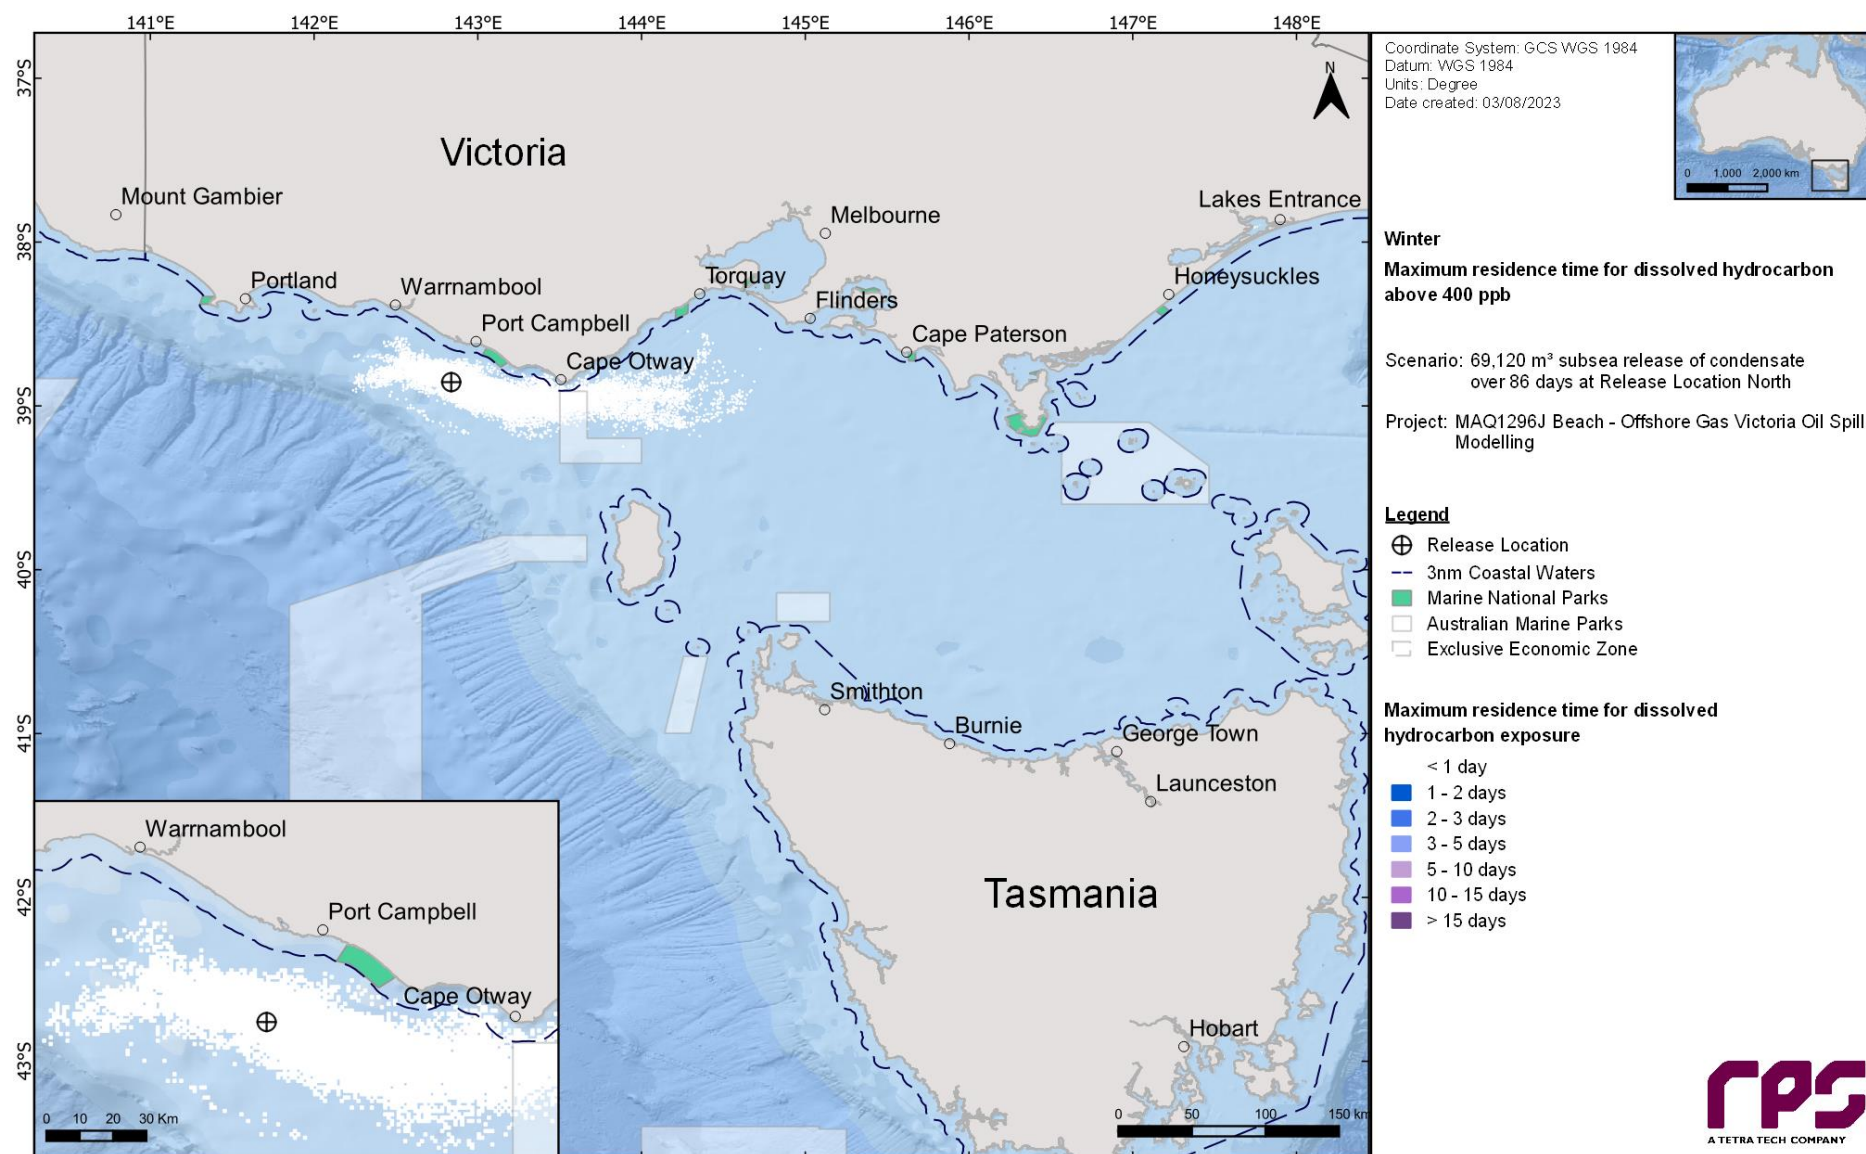 141°E
142°E
143°E
144°E
145°E
146°E
147°E
148°E
37°S
38°S
39°S
40°S
41°S
42°S
43°S
N
Victoria
Mount Gambier
Portland
Warrnambool
Port Campbell
Cape Otway
Torquay
Melbourne
Flinders
Cape Paterson
Lakes Entrance
Honeysuckles
Smithton
Burnie
George Town
Launceston
Tasmania
Hobart
0 50 100 150 km
Warrnambool
Port Campbell
Cape Otway
0 10 20 30 Km
Coordinate System: GCS WGS 1984
Datum: WGS 1984
Units: Degree
Date created: 03/08/2023
0 1,000 2,000 km
Winter
Maximum residence time for dissolved hydrocarbon
above 400 ppb
Scenario: 69,120 m³ subsea release of condensate
over 86 days at Release Location North
Project: MAQ1296J Beach - Offshore Gas Victoria Oil Spill
Modelling
Legend
Release Location
3nm Coastal Waters
Marine National Parks
Australian Marine Parks
Exclusive Economic Zone
Maximum residence time for dissolved
hydrocarbon exposure
< 1 day
1 - 2 days
2 - 3 days
3 - 5 days
5 - 10 days
10 - 15 days
> 15 days
rps
A TETRA TECH COMPANY